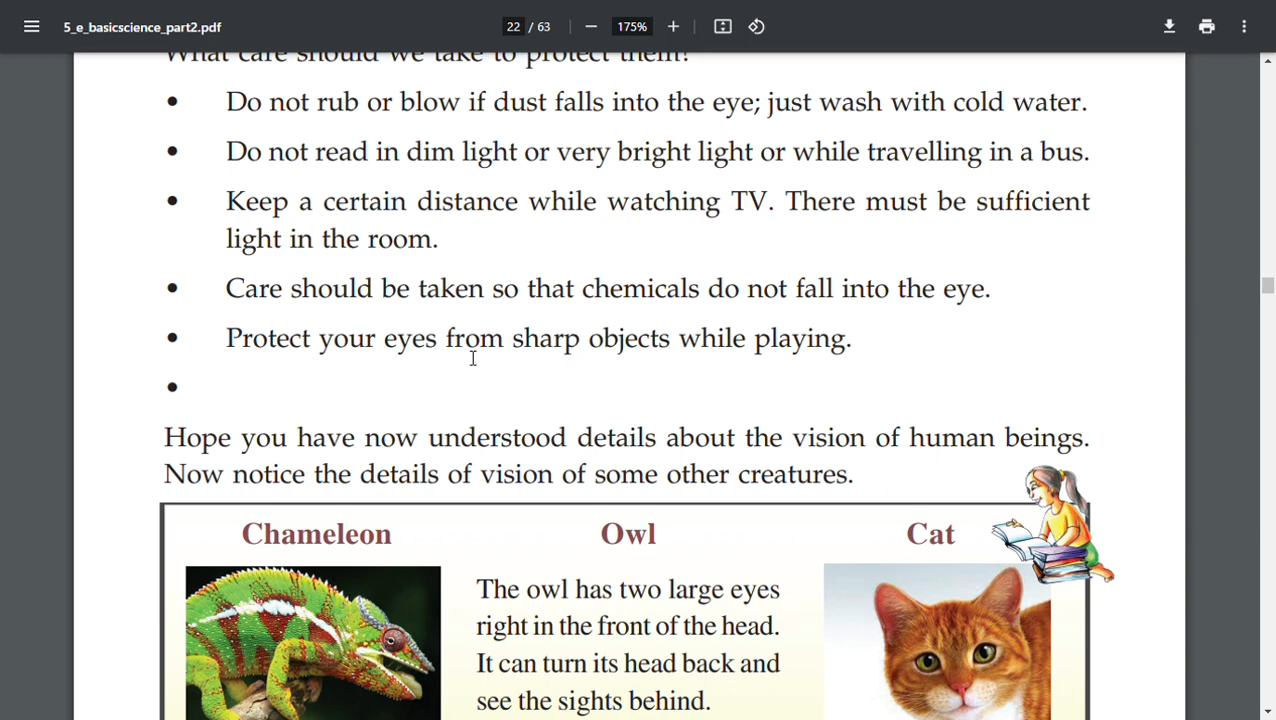 5_e_basicscience_part2.pdf
22 / 63
175%
What care should we take to protect them?
• Do not rub or blow if dust falls into the eye; just wash with cold water.
• Do not read in dim light or very bright light or while travelling in a bus.
• Keep a certain distance while watching TV. There must be sufficient
light in the room.
• Care should be taken so that chemicals do not fall into the eye.
• Protect your eyes from sharp objects while playing.
•
Hope you have now understood details about the vision of human beings.
Now notice the details of vision of some other creatures.
Chameleon
Owl
Cat
The owl has two large eyes
right in the front of the head.
It can turn its head back and
see the sights behind.